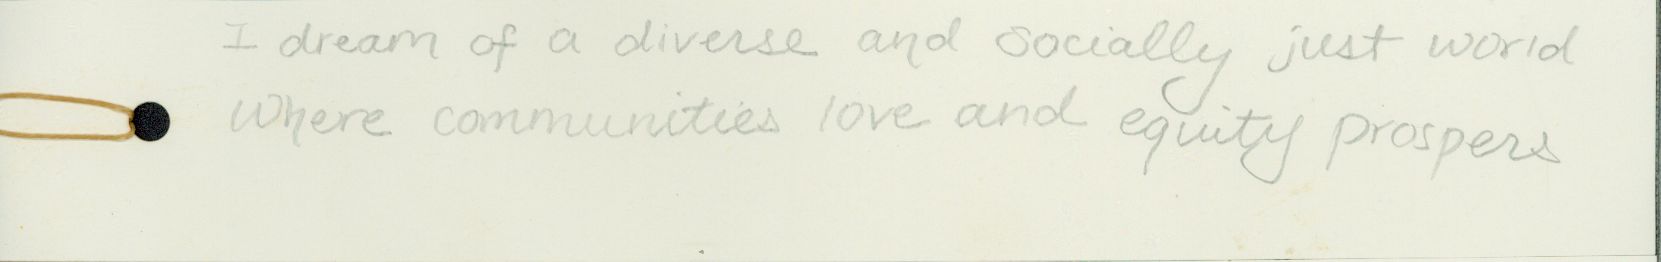 I dream of a diverse and socially just world
Where communities love and equity prospers